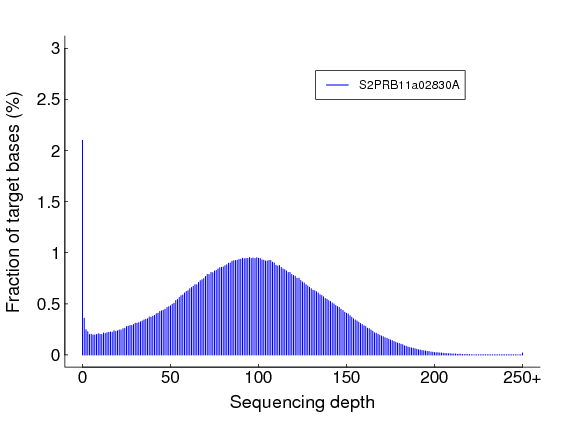 3
2.5
2
1.5
1
0.5
0
Fraction of target bases (%)
S2PRB11a02830A
0 50 100 150 200 250+
Sequencing depth